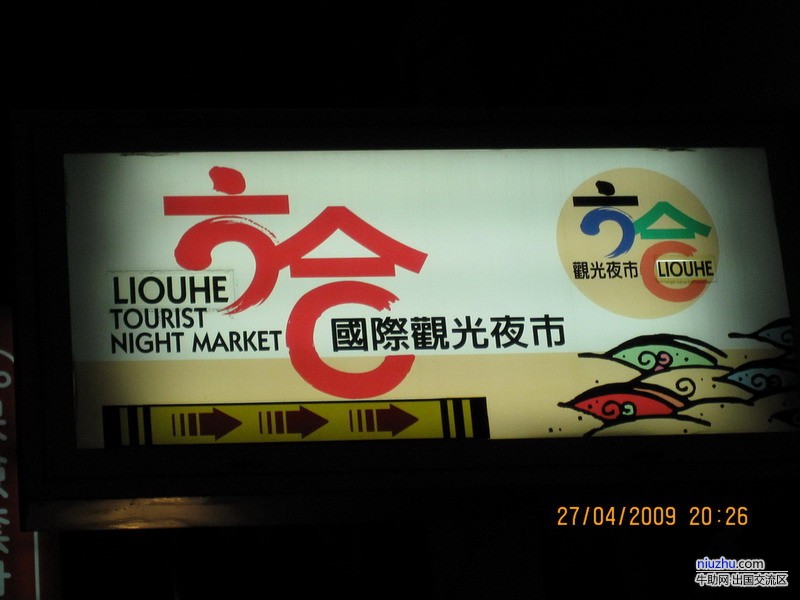 六合
LIOUHE
TOURIST
NIGHT MARKET
國際觀光夜市
六合
觀光夜市
LIOUHE
27/04/2009 20:26
niuzhu.com
牛助网 出国交流区